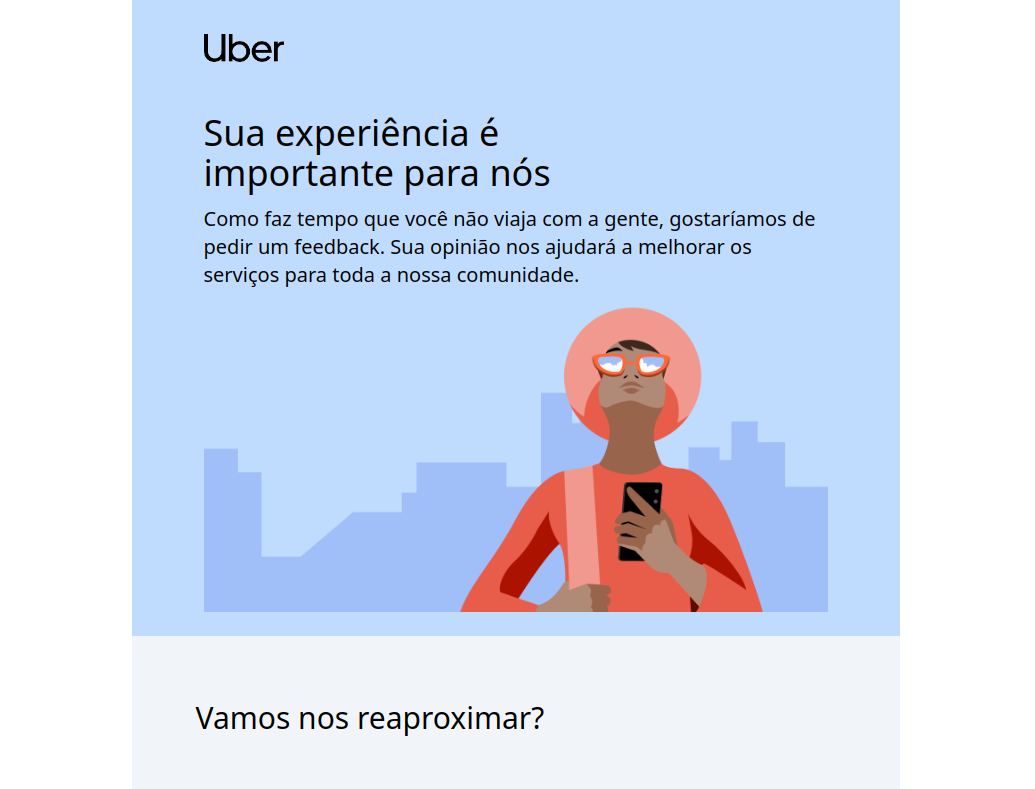 Uber
Sua experiência é
importante para nós
Como faz tempo que você não viaja com a gente, gostaríamos de
pedir um feedback. Sua opinião nos ajudará a melhorar os
serviços para toda a nossa comunidade.
Vamos nos reaproximar?